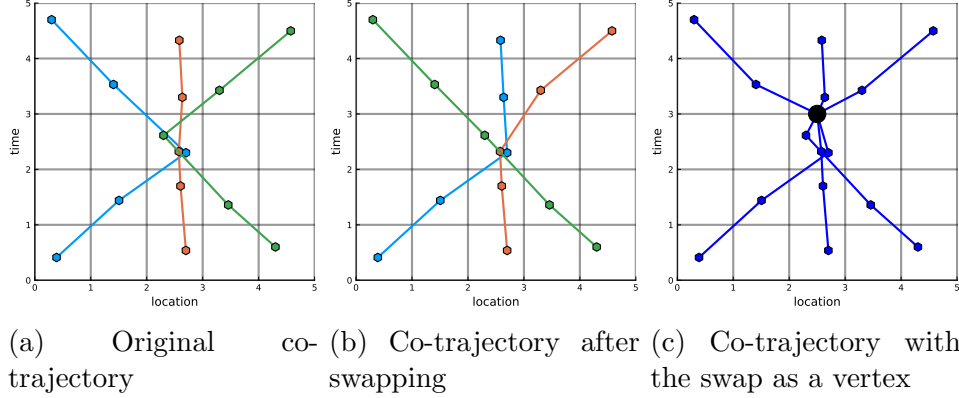 5
4
3
2
1
0
time
0 1 2 3 4 5
location
(a) Original co-
trajectory
5
4
3
2
1
0
time
0 1 2 3 4 5
location
(b) Co-trajectory after
swapping
5
4
3
2
1
0
time
0 1 2 3 4 5
location
(c) Co-trajectory with
the swap as a vertex